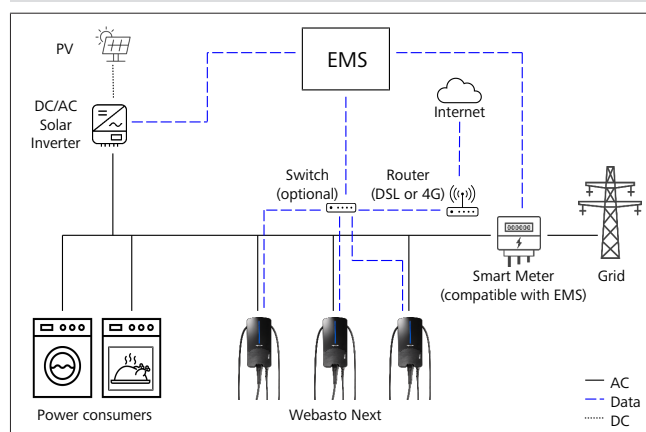 PV
EMS
DC/AC
Solar
Inverter
Internet
Switch
(optional)
Router
(DSL or 4G)
Smart Meter
(compatible with EMS)
Grid
Power consumers
Webasto Next
AC
Data
DC